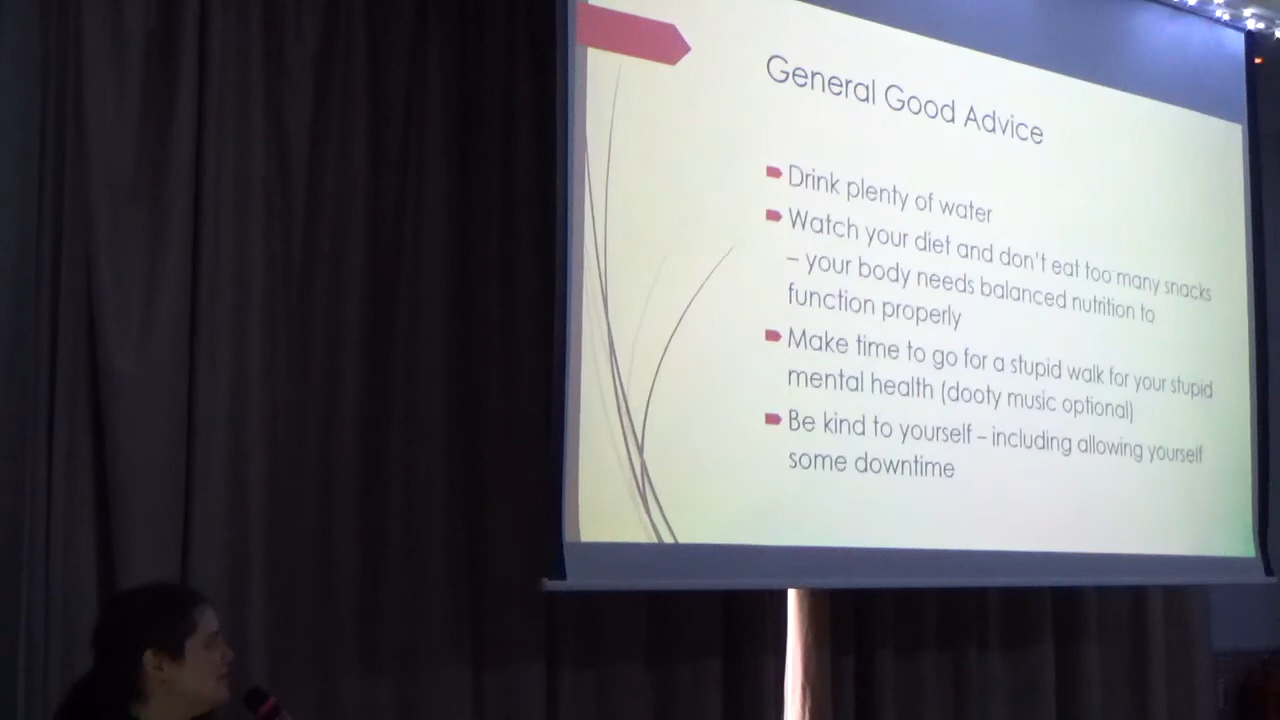 General Good Advice
Drink plenty of water
Watch your diet and don't eat too many snacks
– your body needs balanced nutrition to
function properly
Make time to go for a stupid walk for your stupid
mental health (dooty music optional)
Be kind to yourself – including allowing yourself
some downtime